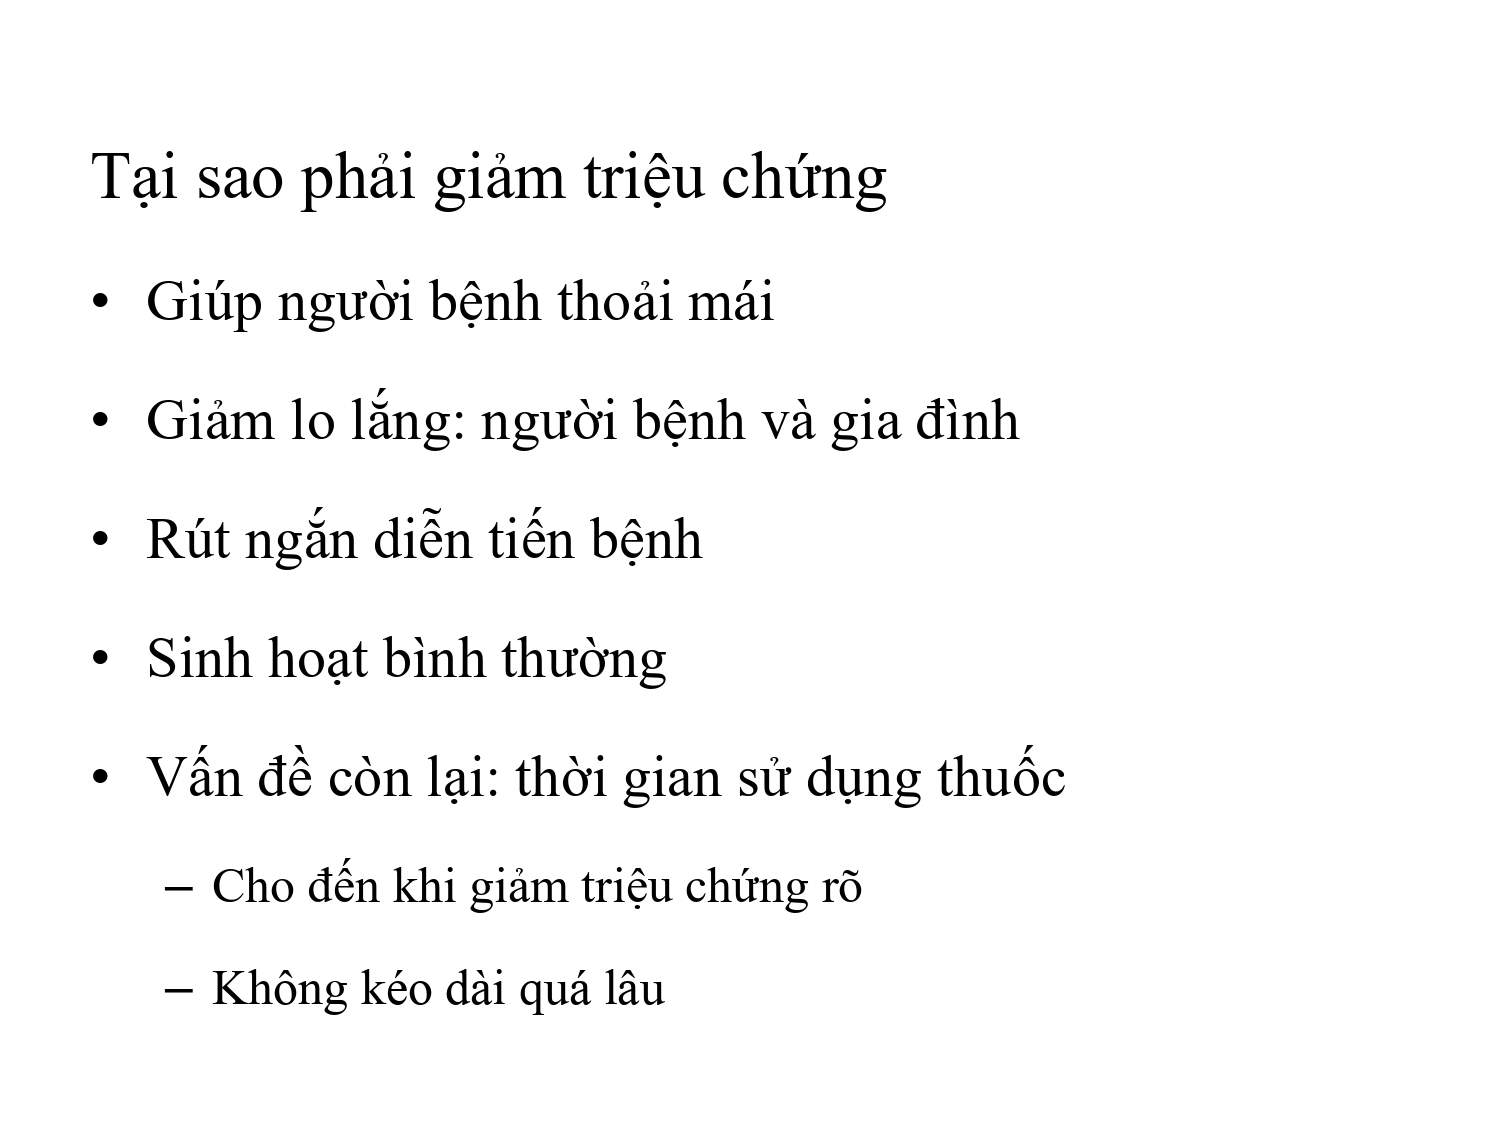 Tại sao phải giảm triệu chứng
• Giúp người bệnh thoải mái
• Giảm lo lắng: người bệnh và gia đình
• Rút ngắn diễn tiến bệnh
• Sinh hoạt bình thường
• Vấn đề còn lại: thời gian sử dụng thuốc
– Cho đến khi giảm triệu chứng rõ
– Không kéo dài quá lâu